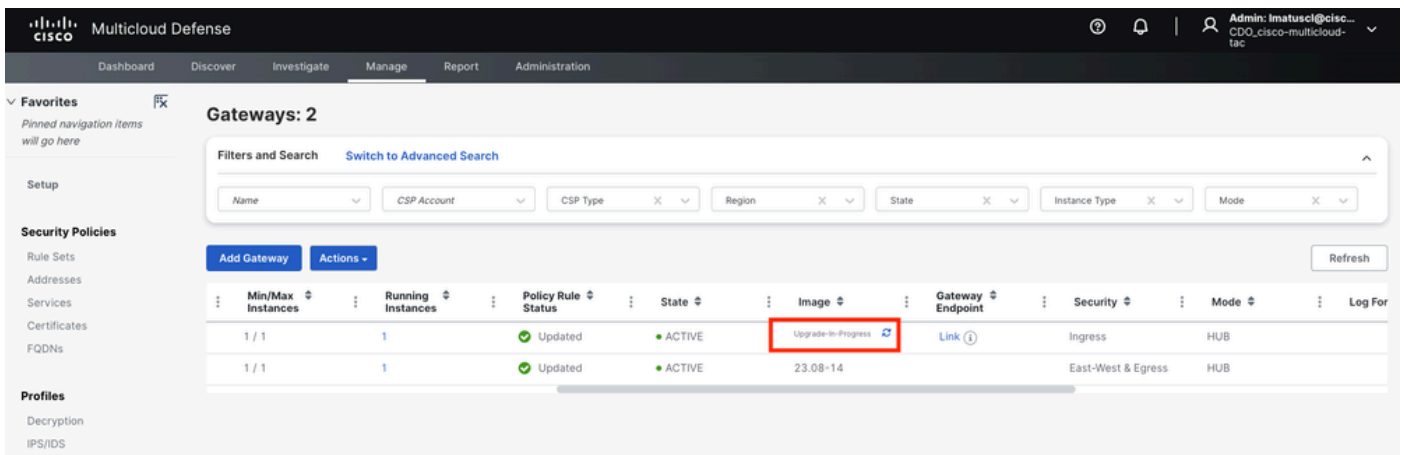 CISCO
Multicloud Defense
Admin: lmatuscl@cisc...
CDO_cisco-multicloud-
tac
Dashboard Discover Investigate Manage Report Administration
Favorites
Pinned navigation items
will go here
Setup
Security Policies
Rule Sets
Addresses
Services
Certificates
FQDNs
Profiles
Decryption
IPS/IDS
Gateways: 2
Filters and Search Switch to Advanced Search
Name CSP Account CSP Type Region State Instance Type Mode
Add Gateway Actions Refresh
Min/Max Instances Running Instances Policy Rule Status State Image Gateway Endpoint Security Mode Log For
1 / 1 1 Updated ACTIVE Upgrade-In-Progress Link Ingress HUB
1 / 1 1 Updated ACTIVE 23.08-14 East-West & Egress HUB